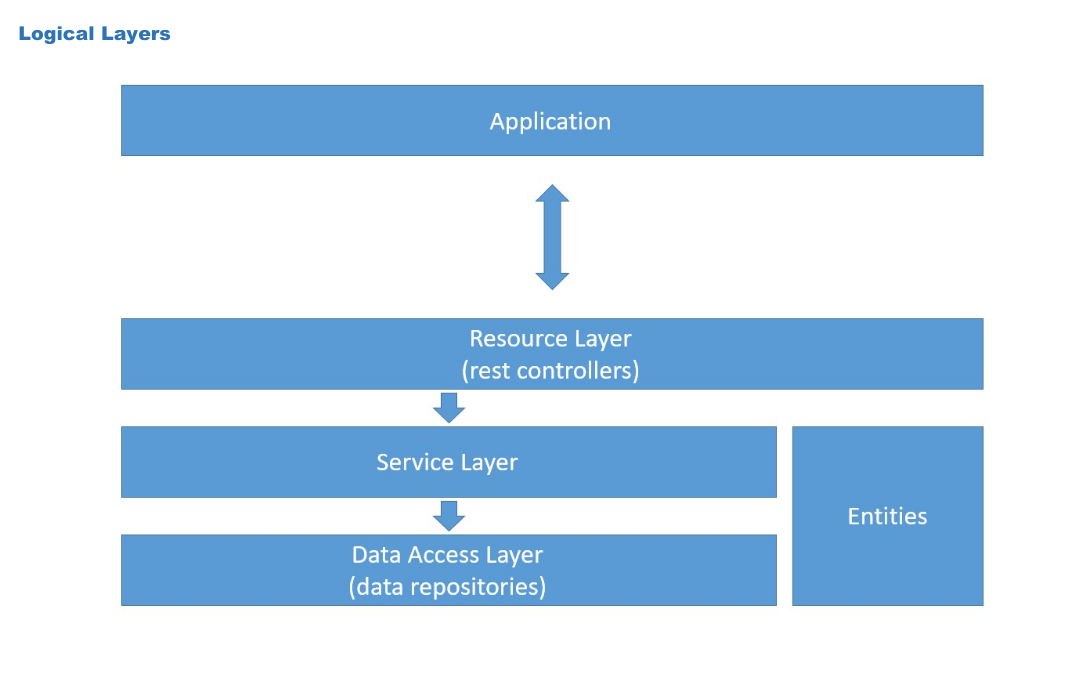 Logical Layers
Application
Resource Layer
(rest controllers)
Service Layer
Entities
Data Access Layer
(data repositories)